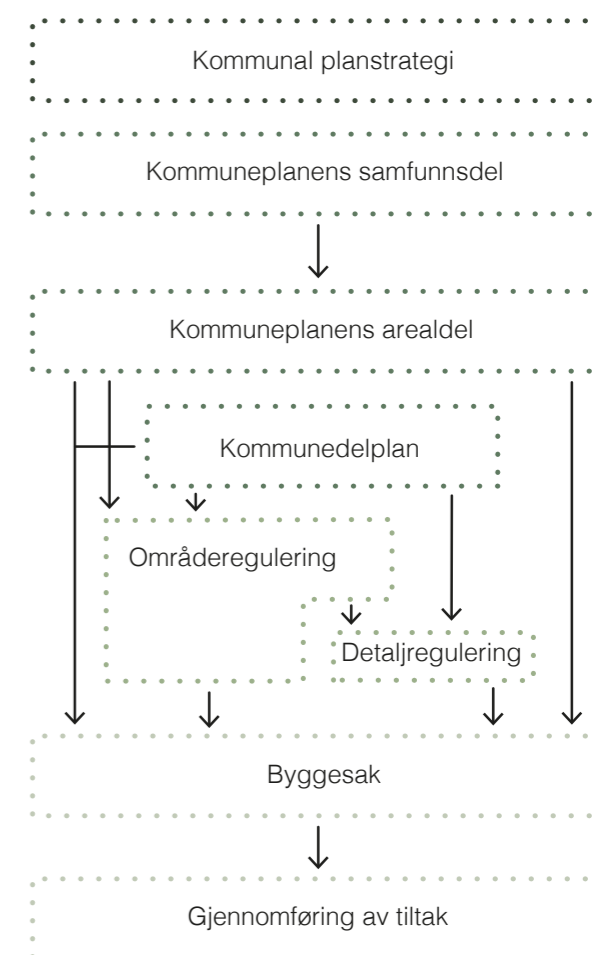 Kommunal planstrategi
Kommuneplanens samfunnsdel
Kommuneplanens arealdel
Kommunedelplan
Områderegulering
Detaljregulering
Byggesak
Gjennomføring av tiltak